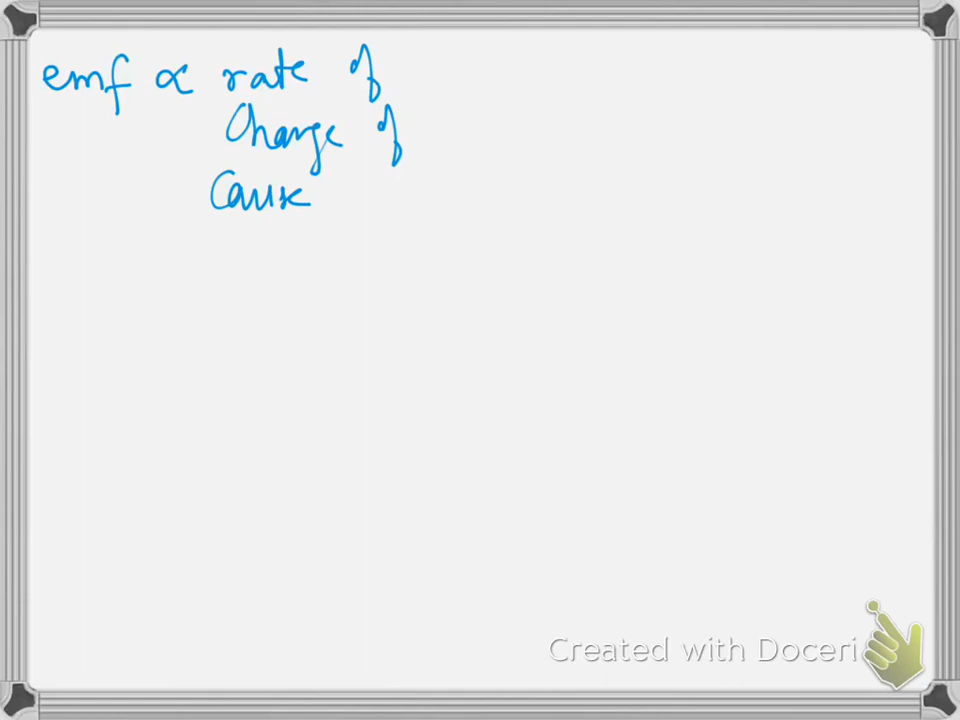 emf ∝ rate of
Change of
Cause
Created with Doceri